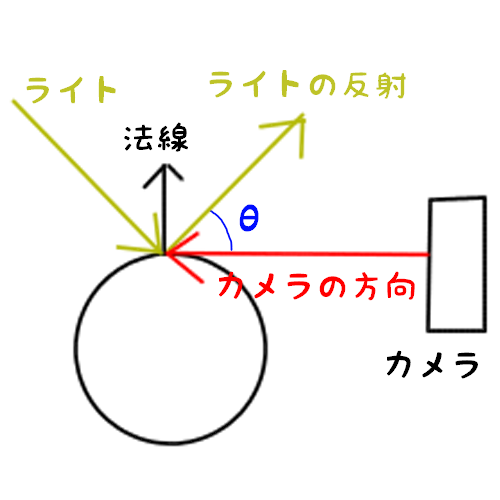 ライト
ライトの反射
法線
θ
カメラの方向
カメラ